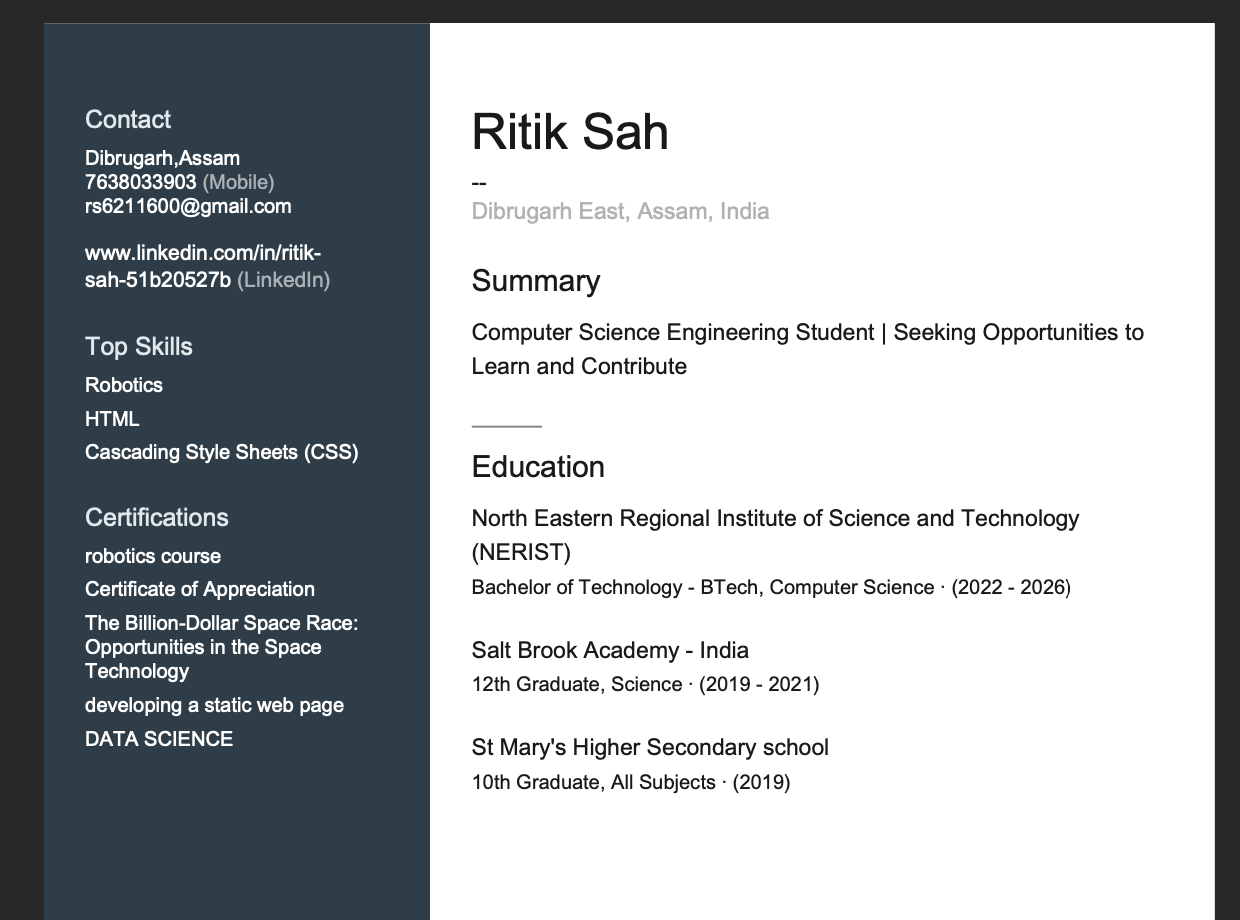 Contact
Dibrugarh,Assam
7638033903 (Mobile)
rs6211600@gmail.com
www.linkedin.com/in/ritik-
sah-51b20527b (LinkedIn)
Top Skills
Robotics
HTML
Cascading Style Sheets (CSS)
Certifications
robotics course
Certificate of Appreciation
The Billion-Dollar Space Race:
Opportunities in the Space
Technology
developing a static web page
DATA SCIENCE
Ritik Sah
--
Dibrugarh East, Assam, India
Summary
Computer Science Engineering Student | Seeking Opportunities to
Learn and Contribute
Education
North Eastern Regional Institute of Science and Technology
(NERIST)
Bachelor of Technology - BTech, Computer Science · (2022 - 2026)
Salt Brook Academy - India
12th Graduate, Science · (2019 - 2021)
St Mary's Higher Secondary school
10th Graduate, All Subjects · (2019)